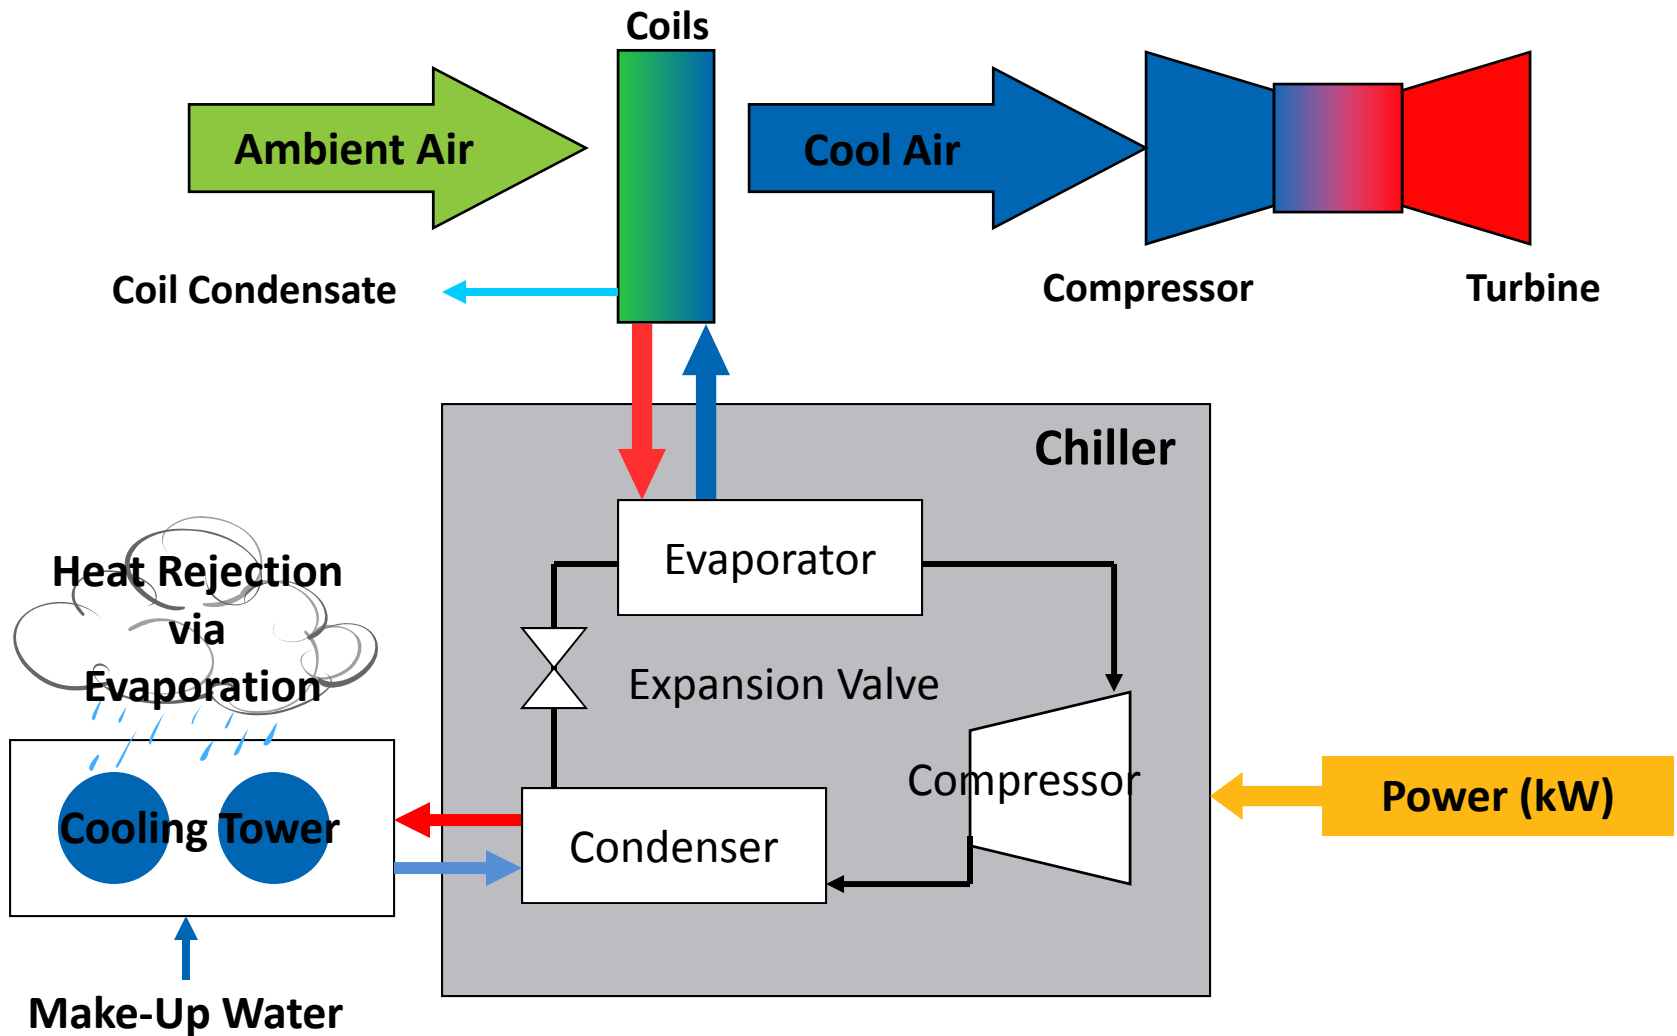 Coils
Ambient Air
Cool Air
Coil Condensate
Compressor
Turbine
Chiller
Evaporator
Heat Rejection
via
Evaporation
Expansion Valve
Compressor
Power (kW)
Cooling Tower
Condenser
Make-Up Water